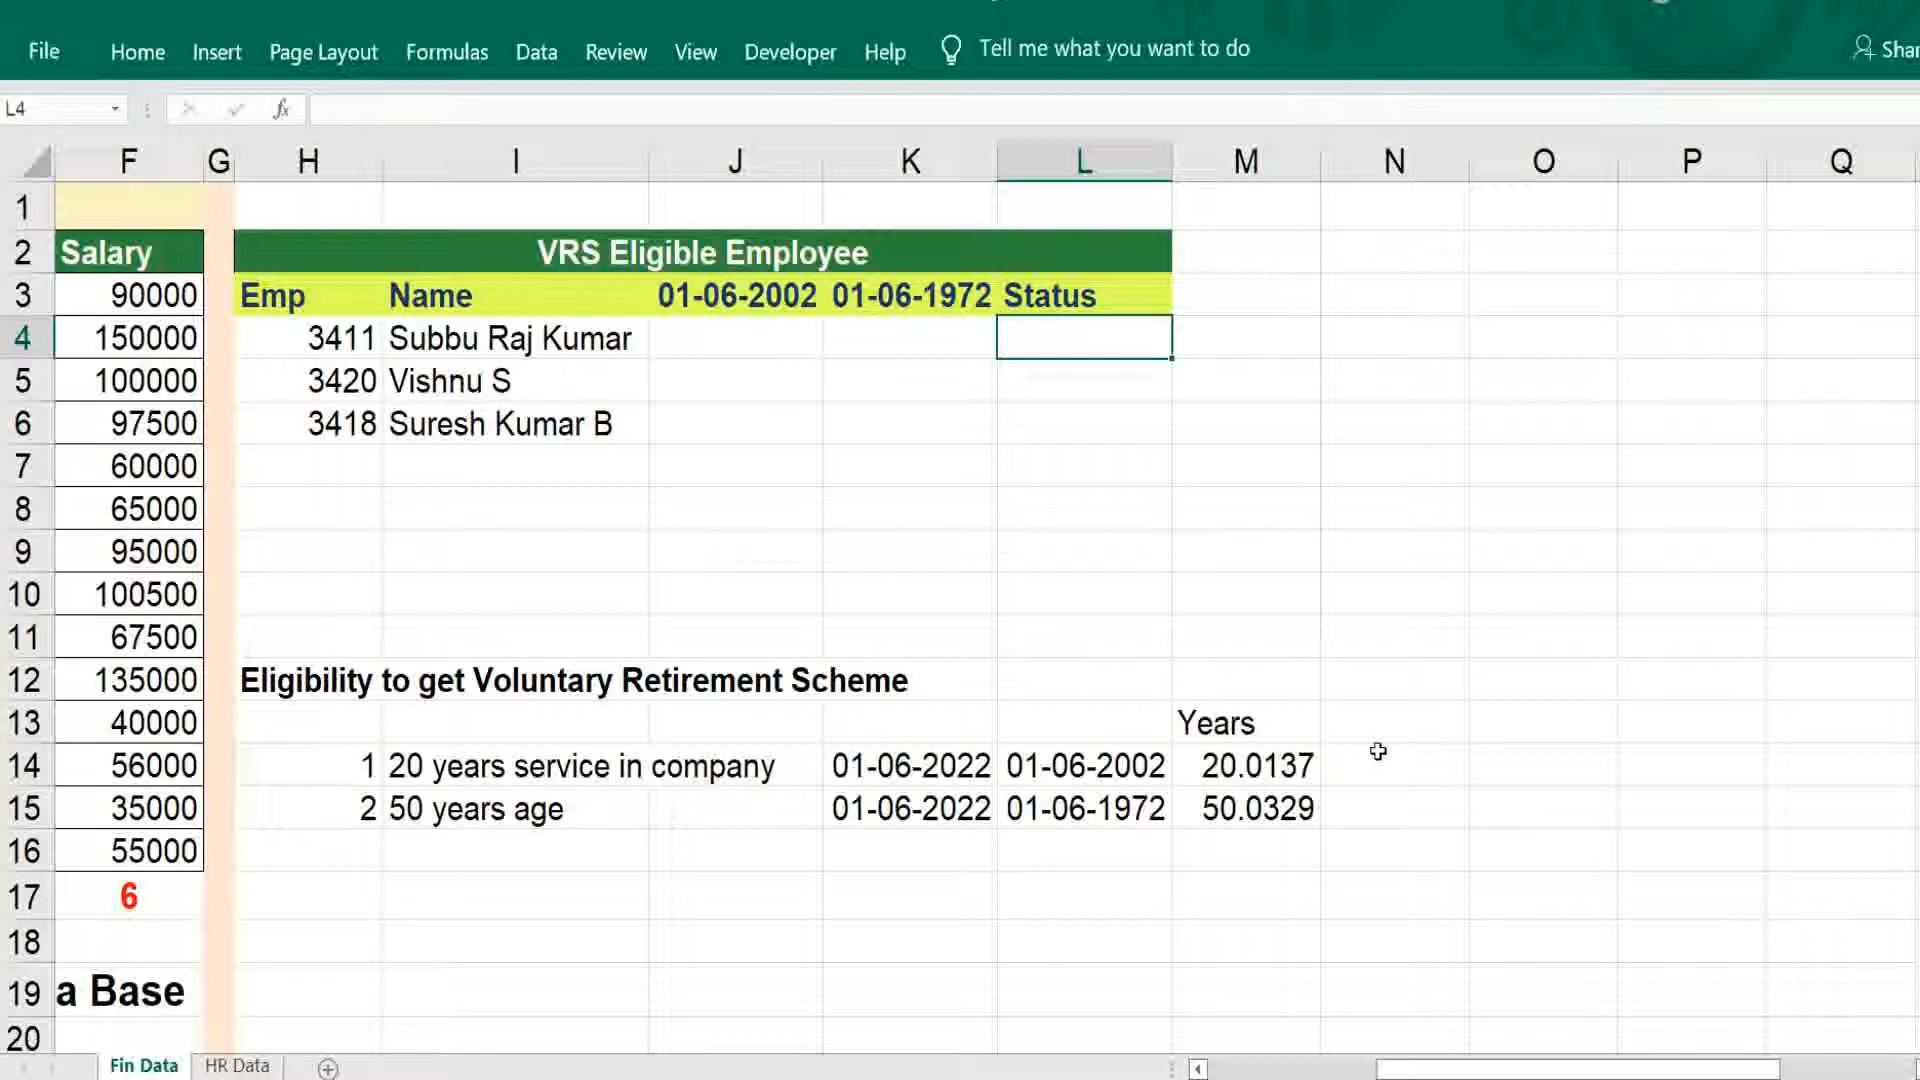 File Home Insert Page Layout Formulas Data Review View Developer Help Tell me what you want to do
L4 fx
F G H I J K L M N O P Q
1
2 Salary VRS Eligible Employee
3 90000 Emp Name 01-06-2002 01-06-1972 Status
4 150000 3411 Subbu Raj Kumar
5 100000 3420 Vishnu S
6 97500 3418 Suresh Kumar B
7 60000
8 65000
9 95000
10 100500
11 67500
12 135000 Eligibility to get Voluntary Retirement Scheme
13 40000 Years
14 56000 1 20 years service in company 01-06-2022 01-06-2002 20.0137
15 35000 2 50 years age 01-06-2022 01-06-1972 50.0329
16 55000
17 6
18
19 a Base
20
Fin Data HR Data